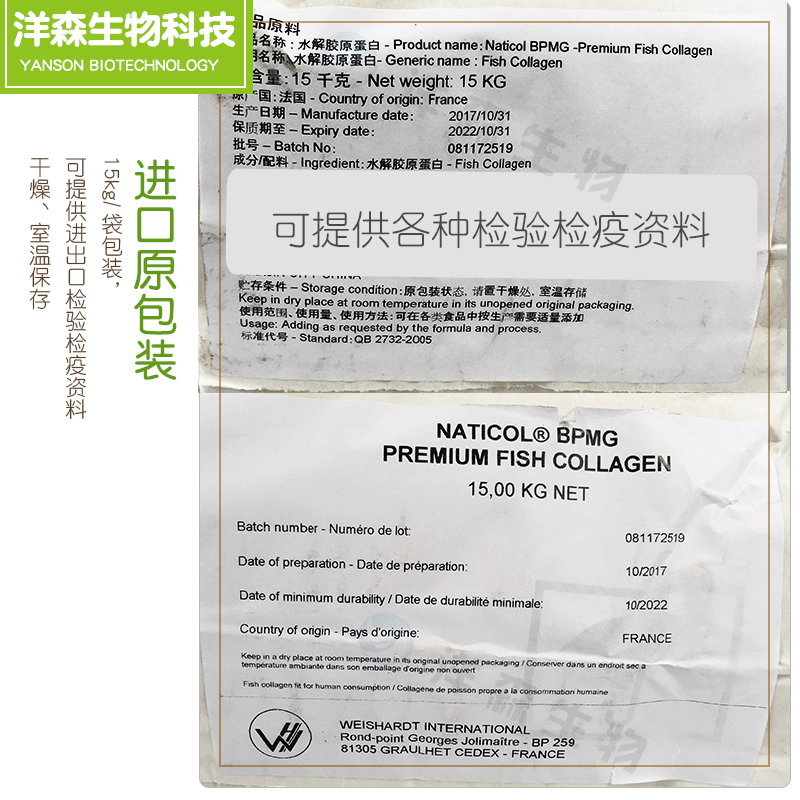 洋森生物科技
YANSON BIOTECHNOLOGY
进口原包装
15kg/袋包装，
可提供进出口检验检疫资料
干燥、室温保存
品原料
品名称：水解胶原蛋白 - Product name: Naticol BPMG -Premium Fish Collagen
用名称：水解胶原蛋白- Generic name : Fish Collagen
含量: 15 千克 - Net weight: 15 KG
原产国: 法国 - Country of origin: France
生产日期 – Manufacture date: 2017/10/31
保质期至 – Expiry date: 2022/10/31
批号 – Batch No: 081172519
成分/配料 - Ingredient: 水解胶原蛋白 - Fish Collagen
可提供各种检验检疫资料
贮存条件 – Storage condition: 原包装状态, 请置干燥处, 室温存储
Keep in dry place at room temperature in its unopened original packaging.
使用范围、使用量、使用方法: 可在各类食品中按生产需要适量添加
Usage: Adding as requested by the formula and process.
标准代号 - Standard: QB 2732-2005
NATICOL® BPMG
PREMIUM FISH COLLAGEN
15,00 KG NET
Batch number - Numéro de lot: 081172519
Date of preparation - Date de préparation: 10/2017
Date of minimum durability / Date de durabilité minimale: 10/2022
Country of origin - Pays d'origine: FRANCE
Keep in a dry place at room temperature in its original unopened packaging / Conserver dans un endroit sec à
température ambiante dans son emballage d'origine non ouvert
Fish collagen fit for human consumption / Collagène de poisson propre à la consommation humaine
WEISHARDT INTERNATIONAL
Rond-point Georges Jolimaître - BP 259
81305 GRAULHET CEDEX - FRANCE